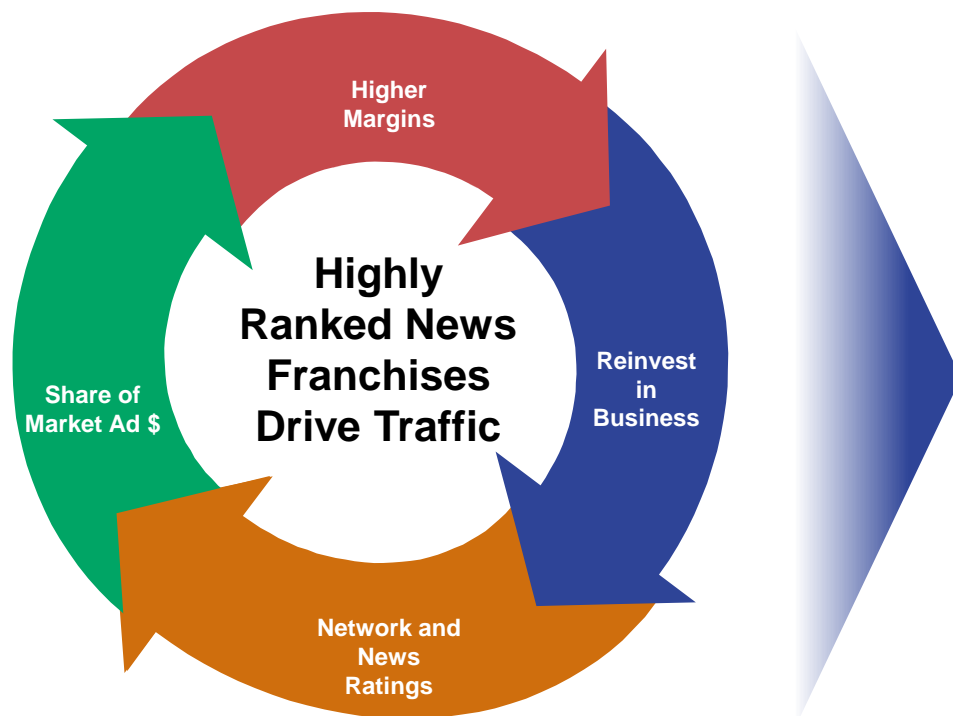 Higher
Margins
Highly
Ranked News
Franchises
Drive Traffic
Reinvest
in
Business
Share of
Market Ad $
Network and
News
Ratings